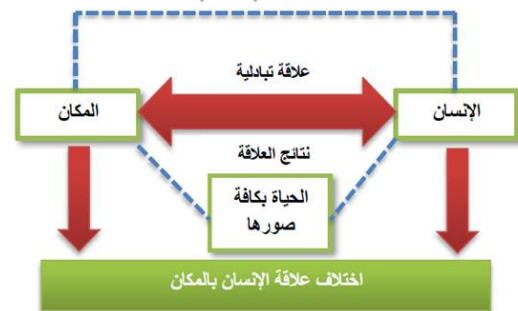 علاقة تبادلية
الإنسان
المكان
نتائج العلاقة
الحياة بكافة
صورها
اختلاف علاقة الإنسان بالمكان